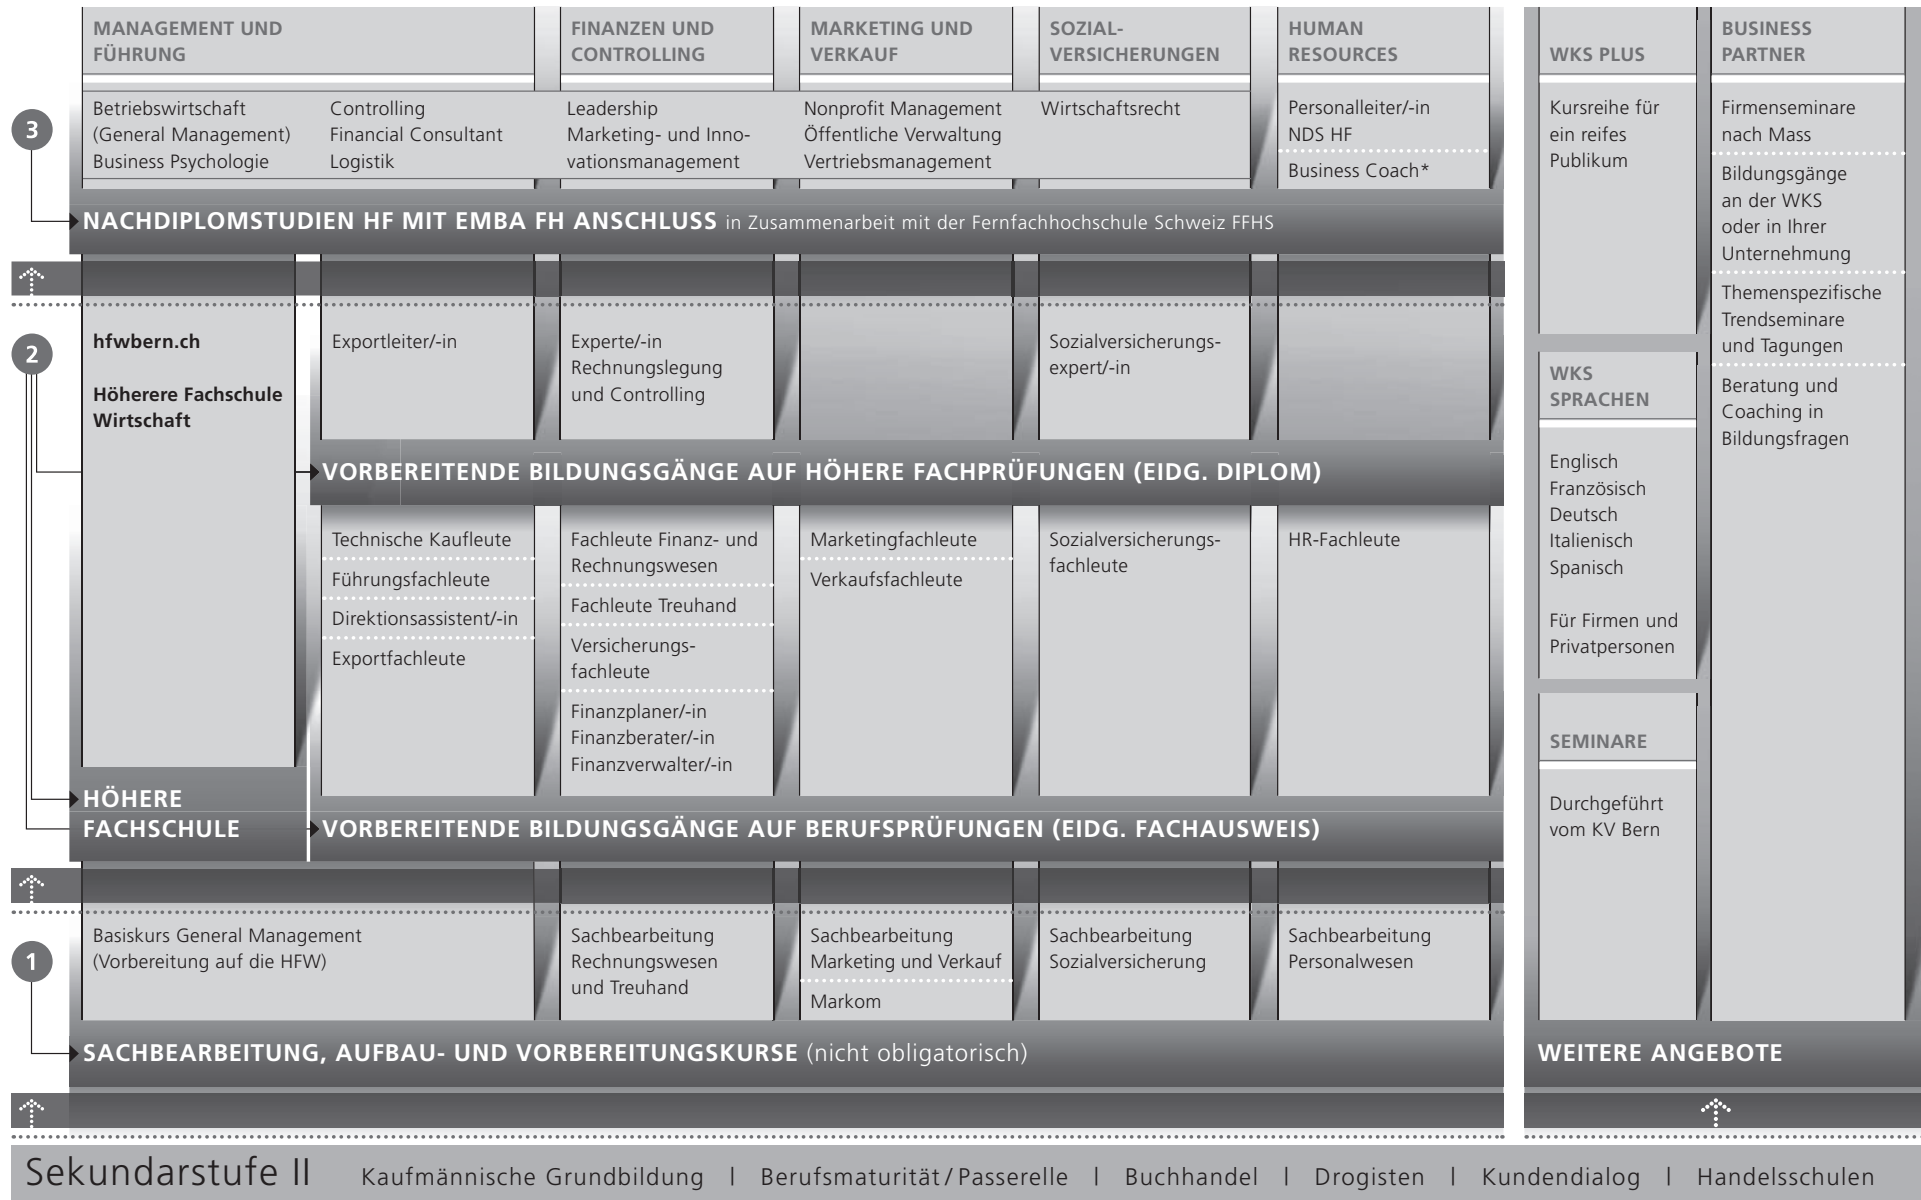 MANAGEMENT UND
FÜHRUNG
FINANZEN UND
CONTROLLING
MARKETING UND
VERKAUF
SOZIAL-
VERSICHERUNGEN
HUMAN
RESOURCES
3
Betriebswirtschaft
(General Management)
Business Psychologie
Controlling
Financial Consultant
Logistik
Leadership
Marketing- und Inno-
vationsmanagement
Nonprofit Management
Öffentliche Verwaltung
Vertriebsmanagement
Wirtschaftsrecht
Personalleiter/-in
NDS HF
Business Coach*
NACHDIPLOMSTUDIEN HF MIT EMBA FH ANSCHLUSS in Zusammenarbeit mit der Fernfachhochschule Schweiz FFHS
2
hfwbern.ch
Höherere Fachschule
Wirtschaft
Exportleiter/-in
Experte/-in
Rechnungslegung
und Controlling
Sozialversicherungs-
expert/-in
VORBEREITENDE BILDUNGSGÄNGE AUF HÖHERE FACHPRÜFUNGEN (EIDG. DIPLOM)
Technische Kaufleute
Führungsfachleute
Direktionsassistent/-in
Exportfachleute
Fachleute Finanz- und
Rechnungswesen
Fachleute Treuhand
Versicherungs-
fachleute
Finanzplaner/-in
Finanzberater/-in
Finanzverwalter/-in
Marketingfachleute
Verkaufsfachleute
Sozialversicherungs-
fachleute
HR-Fachleute
HÖHERE
FACHSCHULE
VORBEREITENDE BILDUNGSGÄNGE AUF BERUFSPRÜFUNGEN (EIDG. FACHAUSWEIS)
1
Basiskurs General Management
(Vorbereitung auf die HFW)
Sachbearbeitung
Rechnungswesen
und Treuhand
Sachbearbeitung
Marketing und Verkauf
Markom
Sachbearbeitung
Sozialversicherung
Sachbearbeitung
Personalwesen
SACHBEARBEITUNG, AUFBAU- UND VORBEREITUNGSKURSE (nicht obligatorisch)
WKS PLUS
Kursreihe für
ein reifes
Publikum
WKS
SPRACHEN
Englisch
Französisch
Deutsch
Italienisch
Spanisch
Für Firmen und
Privatpersonen
SEMINARE
Durchgeführt
vom KV Bern
BUSINESS
PARTNER
Firmenseminare
nach Mass
Bildungsgänge
an der WKS
oder in Ihrer
Unternehmung
Themenspezifische
Trendseminare
und Tagungen
Beratung und
Coaching in
Bildungsfragen
WEITERE ANGEBOTE
Sekundarstufe II Kaufmännische Grundbildung | Berufsmaturität / Passerelle | Buchhandel | Drogisten | Kundendialog | Handelsschulen